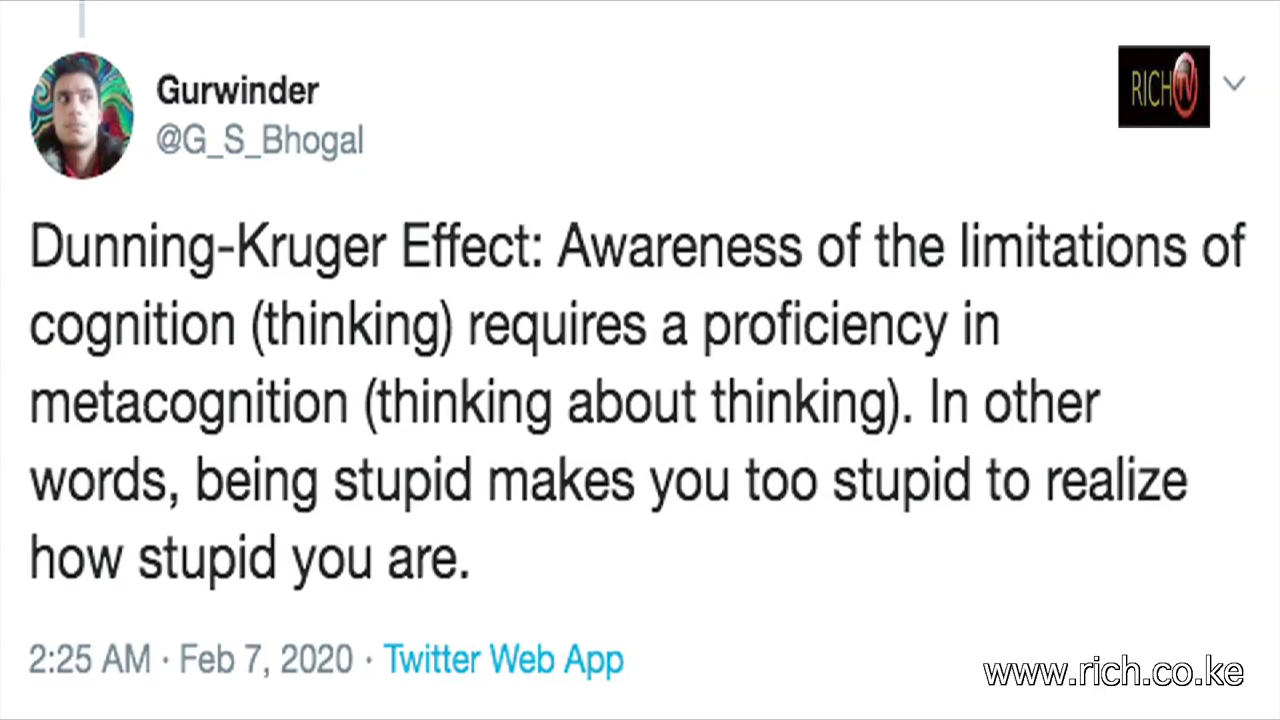 Gurwinder
RICH TV
@G_S_Bhogal
Dunning-Kruger Effect: Awareness of the limitations of
cognition (thinking) requires a proficiency in
metacognition (thinking about thinking). In other
words, being stupid makes you too stupid to realize
how stupid you are.
2:25 AM · Feb 7, 2020 · Twitter Web App
www.rich.co.ke